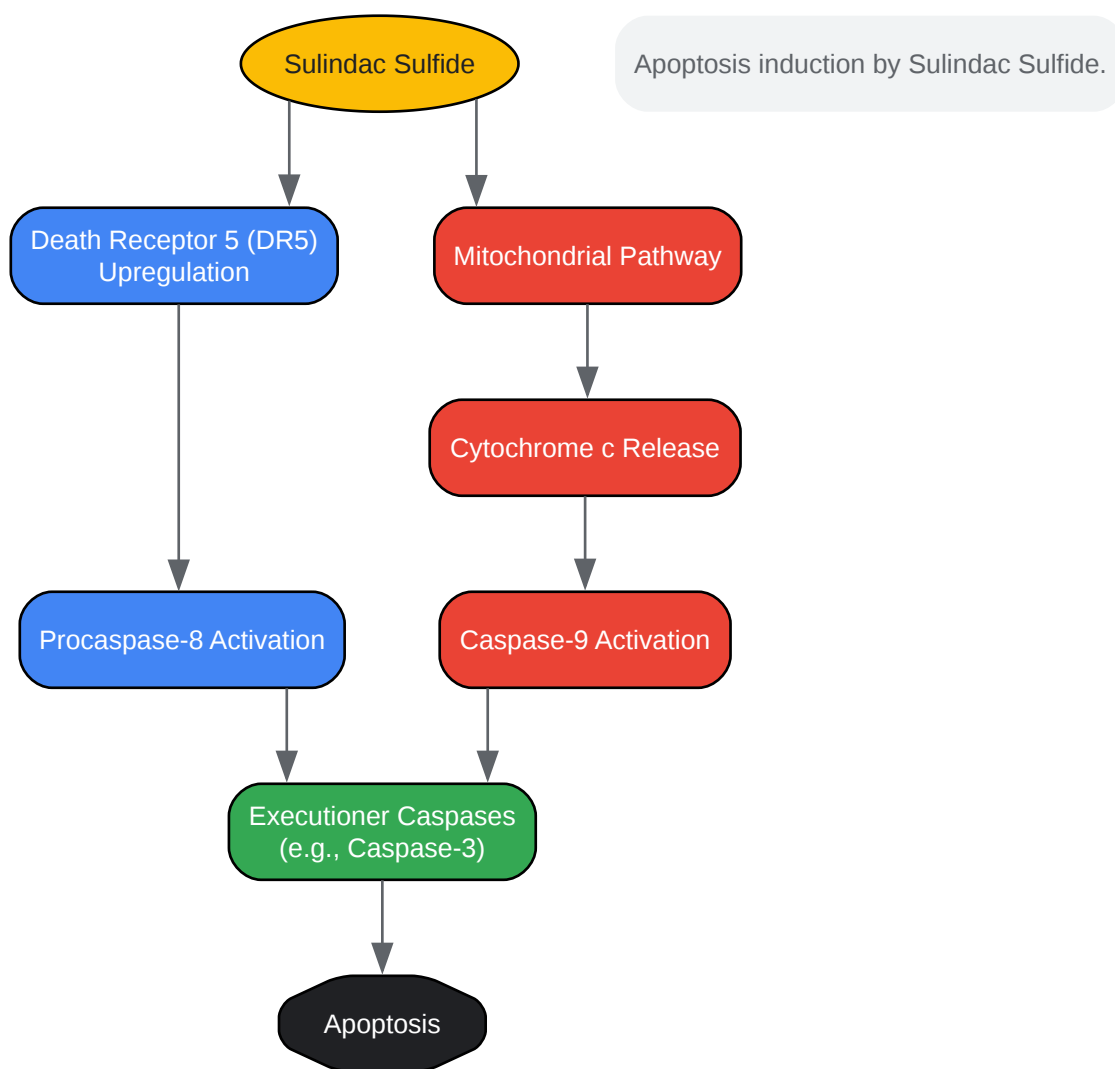 Sulindac Sulfide
Apoptosis induction by Sulindac Sulfide.
Death Receptor 5 (DR5)
Upregulation
Mitochondrial Pathway
Cytochrome c Release
Procaspase-8 Activation
Caspase-9 Activation
Executioner Caspases
(e.g., Caspase-3)
Apoptosis